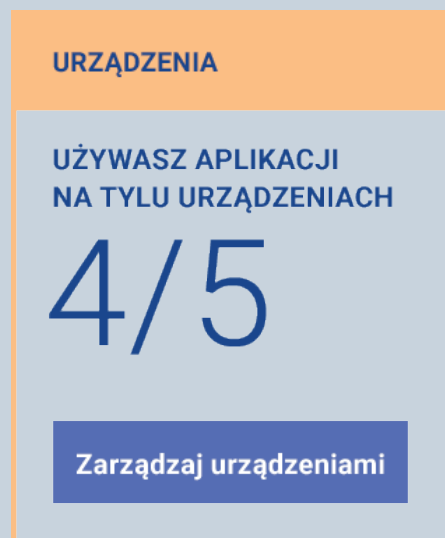 URZĄDZENIA
UŻYWASZ APLIKACJI
NA TYLU URZĄDZENIACH
4/5
Zarządzaj urządzeniami